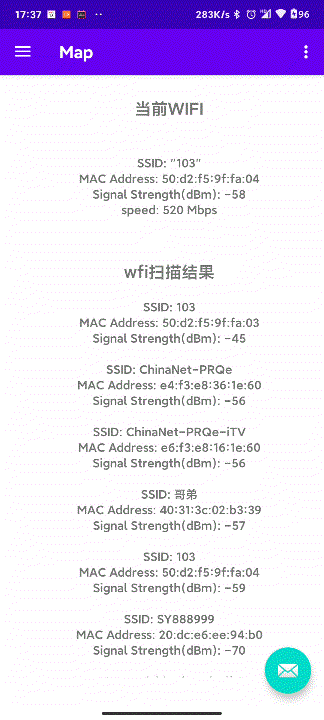 17:37 283K/s 96
Map
当前WIFI
SSID: "103"
MAC Address: 50:d2:f5:9f:fa:04
Signal Strength(dBm): -58
speed: 520 Mbps
wfi扫描结果
SSID: 103
MAC Address: 50:d2:f5:9f:fa:03
Signal Strength(dBm): -45
SSID: ChinaNet-PRQe
MAC Address: e4:f3:e8:36:1e:60
Signal Strength(dBm): -56
SSID: ChinaNet-PRQe-iTV
MAC Address: e6:f3:e8:16:1e:60
Signal Strength(dBm): -56
SSID: 哥弟
MAC Address: 40:31:3c:02:b3:39
Signal Strength(dBm): -57
SSID: 103
MAC Address: 50:d2:f5:9f:fa:04
Signal Strength(dBm): -59
SSID: SY888999
MAC Address: 20:dc:e6:ee:94:b0
Signal Strength(dBm): -70